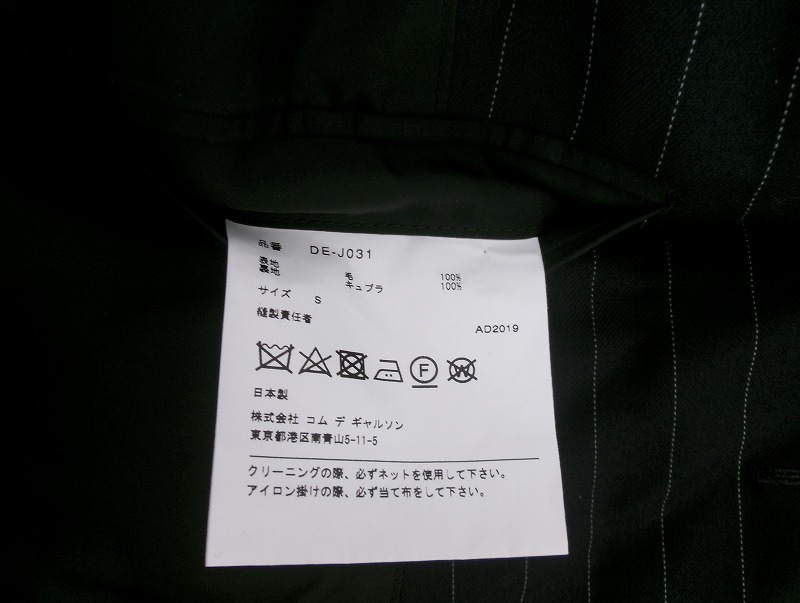 品番 DE-J031
表地 毛 100%
裏地 キュプラ 100%
サイズ S
縫製責任者
AD2019
F W
日本製
株式会社 コム デ ギャルソン
東京都港区南青山5-11-5
クリーニングの際、必ずネットを使用して下さい。
アイロン掛けの際、必ず当て布をして下さい。